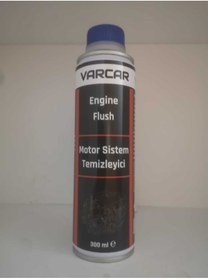 VARCAR
Engine
Flush
Motor Sistem
Temizleyici
300 ml e